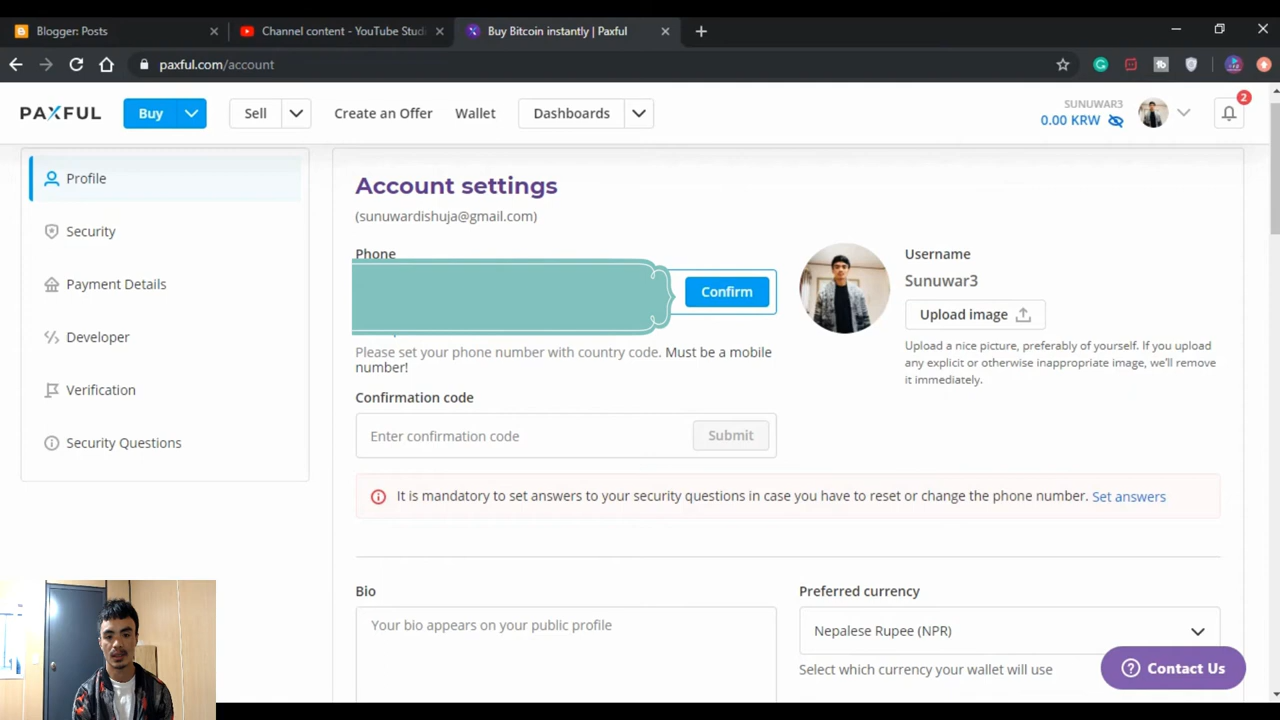 Blogger: Posts
Channel content - YouTube Stud
Buy Bitcoin instantly | Paxful
paxful.com/account
PAXFUL
Buy
Sell
Create an Offer
Wallet
Dashboards
SUNUWAR3
0.00 KRW
2
Profile
Security
Payment Details
Developer
Verification
Security Questions
Account settings
(sunuwardishuja@gmail.com)
Phone
Confirm
Please set your phone number with country code. Must be a mobile
number!
Confirmation code
Enter confirmation code
Submit
Username
Sunuwar3
Upload image
Upload a nice picture, preferably of yourself. If you upload
any explicit or otherwise inappropriate image, we'll remove
it immediately.
It is mandatory to set answers to your security questions in case you have to reset or change the phone number. Set answers
Bio
Your bio appears on your public profile
Preferred currency
Nepalese Rupee (NPR)
Select which currency your wallet will use
Contact Us